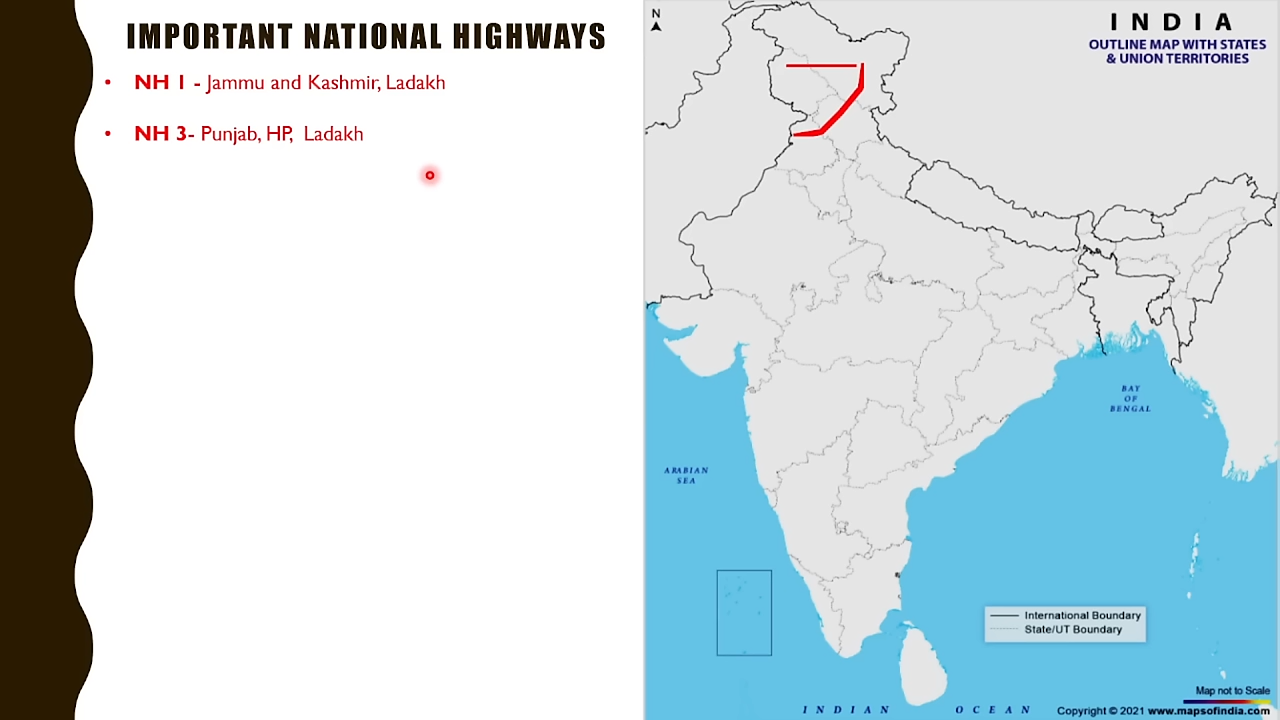 IMPORTANT NATIONAL HIGHWAYS
• NH 1 - Jammu and Kashmir, Ladakh
• NH 3- Punjab, HP, Ladakh
N
INDIA
OUTLINE MAP WITH STATES
& UNION TERRITORIES
BAY
OF
BENGAL
ARABIAN
SEA
International Boundary
State/UT Boundary
Map not to Scale
INDIAN OCEAN
Copyright © 2021 www.mapsofindia.com